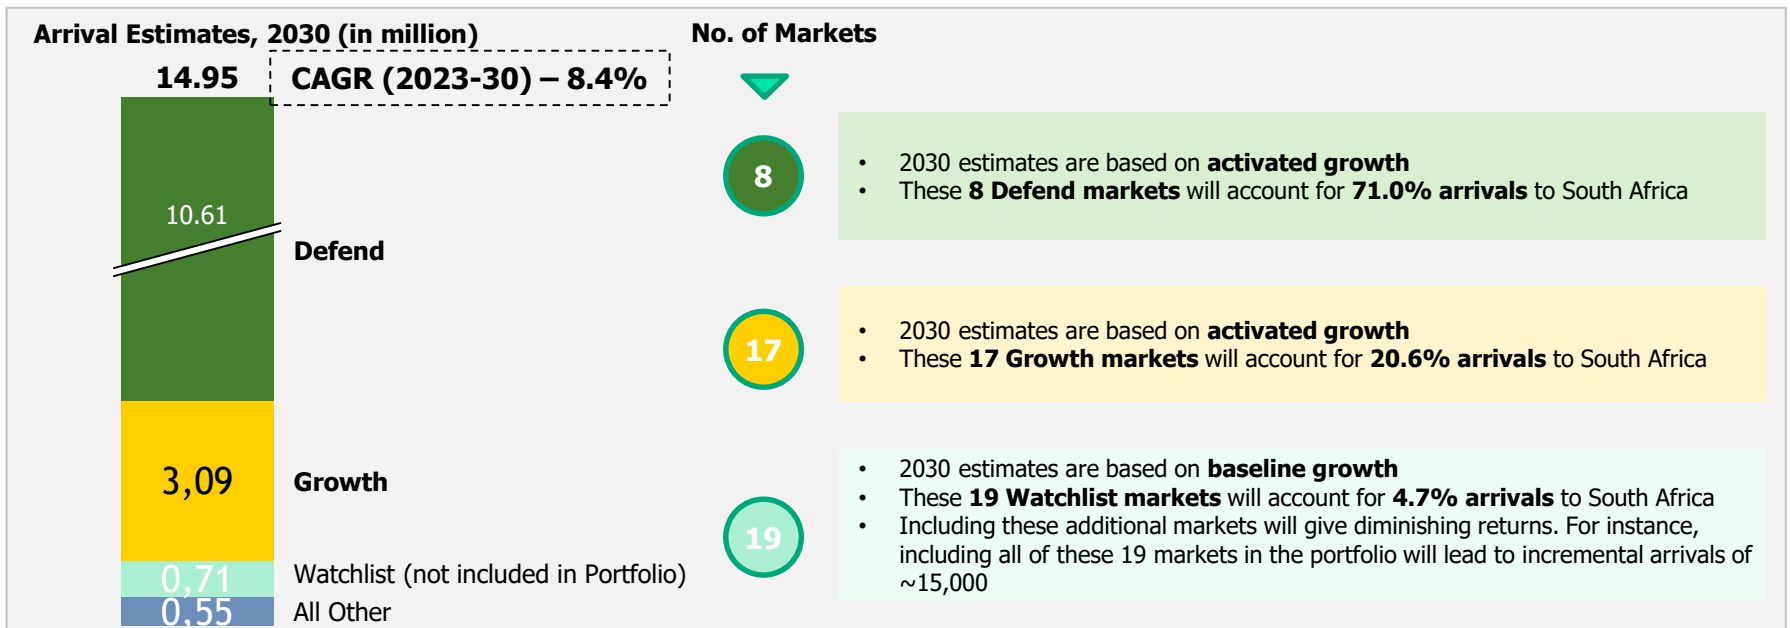 Arrival Estimates, 2030 (in million)
No. of Markets
14.95
CAGR (2023-30) – 8.4%
10.61
Defend
3,09
Growth
0,71
Watchlist (not included in Portfolio)
0,55
All Other
8
• 2030 estimates are based on activated growth
• These 8 Defend markets will account for 71.0% arrivals to South Africa
17
• 2030 estimates are based on activated growth
• These 17 Growth markets will account for 20.6% arrivals to South Africa
19
• 2030 estimates are based on baseline growth
• These 19 Watchlist markets will account for 4.7% arrivals to South Africa
• Including these additional markets will give diminishing returns. For instance,
including all of these 19 markets in the portfolio will lead to incremental arrivals of
~15,000